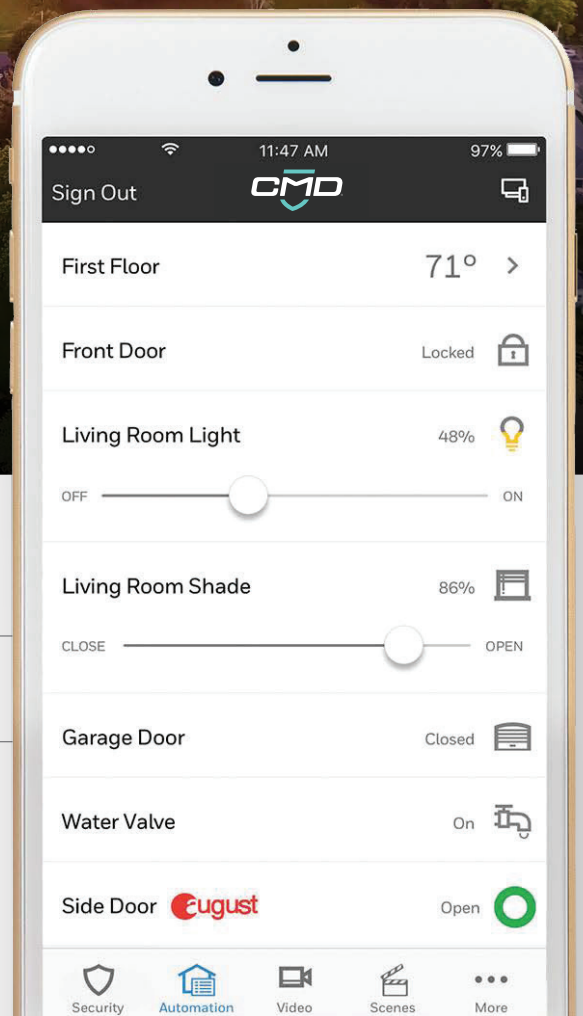 11:47 AM 97%
Sign Out CMD
First Floor 71°
Front Door Locked
Living Room Light 48%
OFF ON
Living Room Shade 86%
CLOSE OPEN
Garage Door Closed
Water Valve On
Side Door august Open
Security Automation Video Scenes More